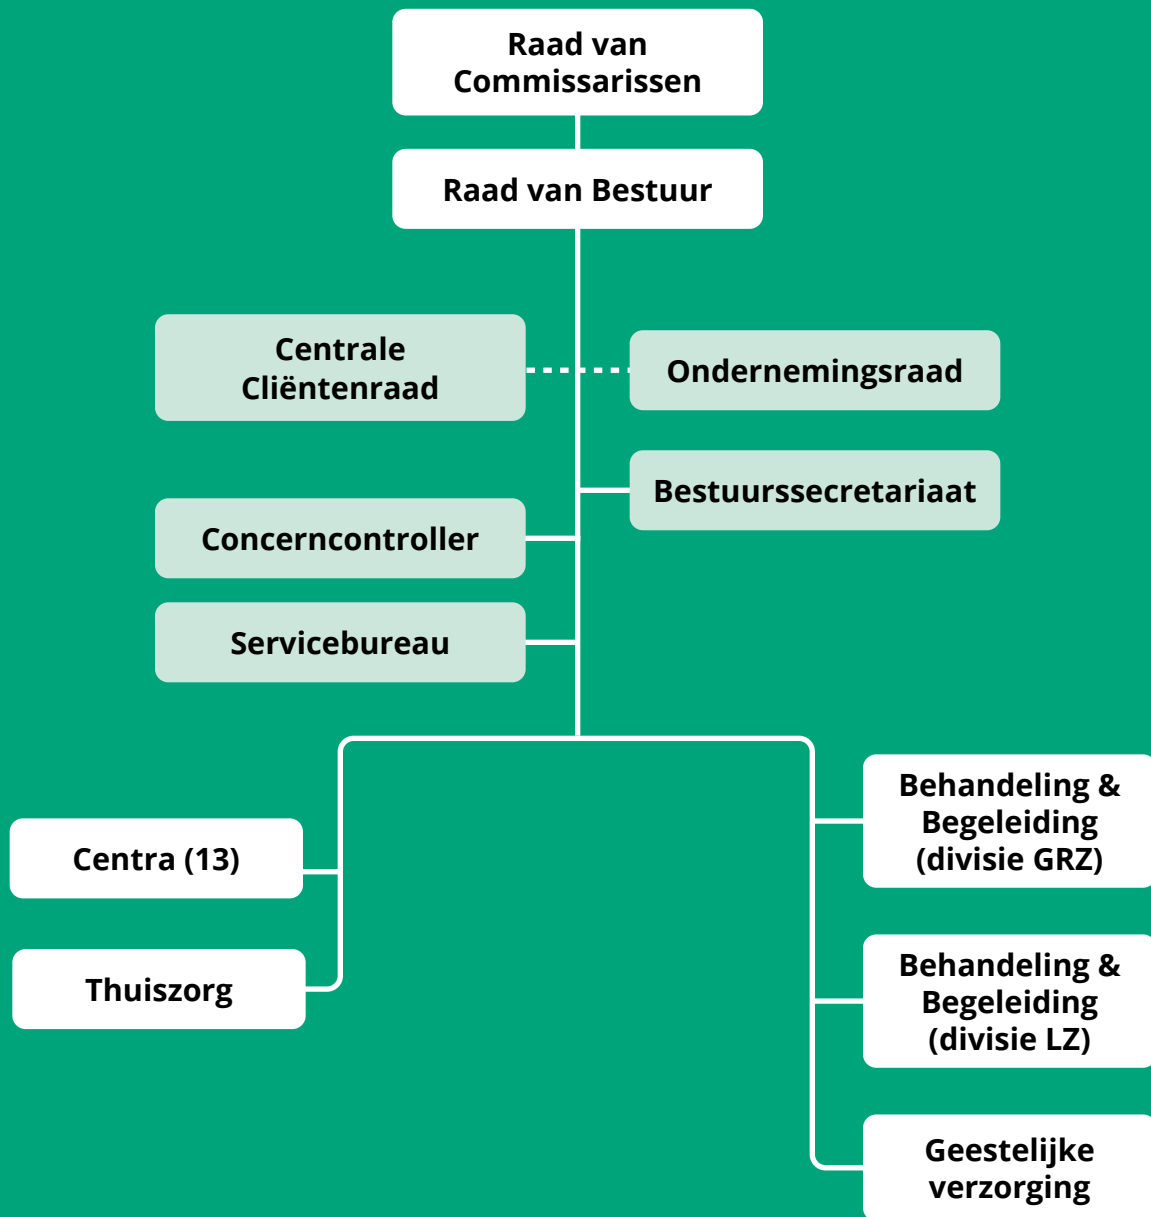 Raad van
Commissarissen
Raad van Bestuur
Centrale
Cliëntenraad
Ondernemingsraad
Bestuurssecretariaat
Concerncontroller
Servicebureau
Centra (13)
Thuiszorg
Behandeling &
Begeleiding
(divisie GRZ)
Behandeling &
Begeleiding
(divisie LZ)
Geestelijke
verzorging